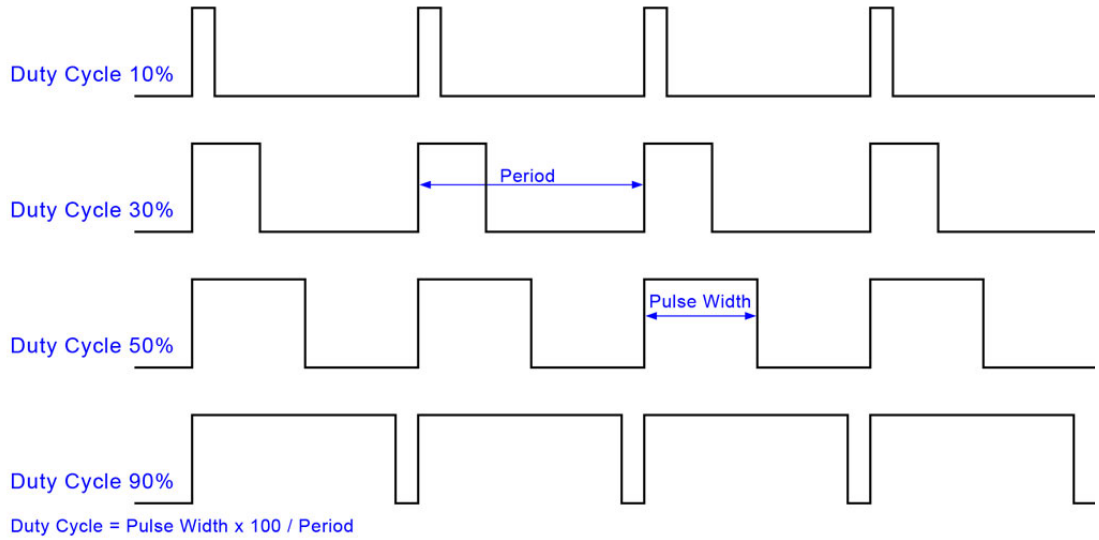 Duty Cycle 10%
Period
Duty Cycle 30%
Pulse Width
Duty Cycle 50%
Duty Cycle 90%
Duty Cycle = Pulse Width x 100 / Period